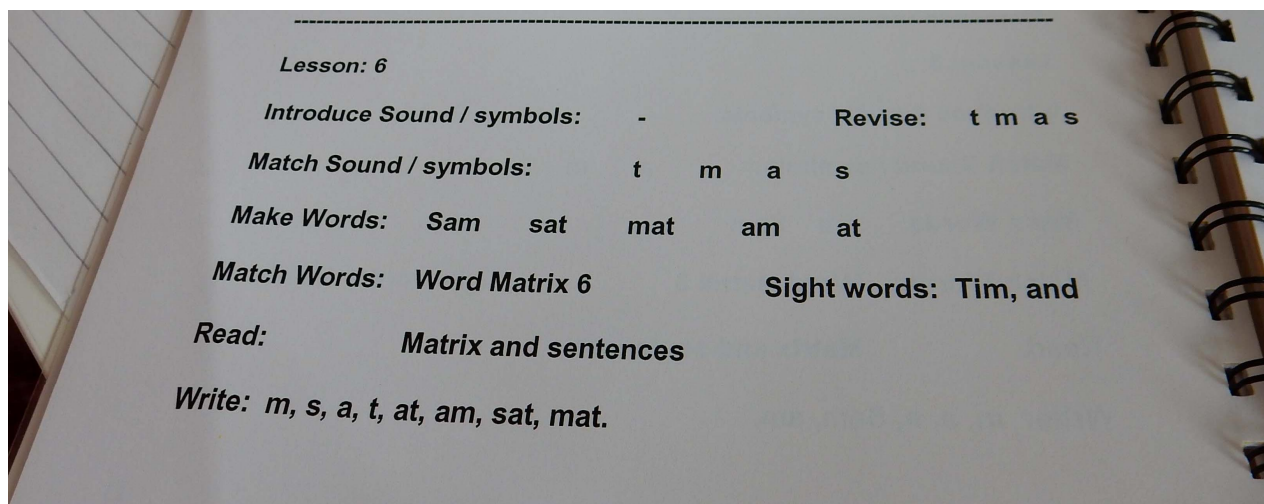 Lesson: 6
Introduce Sound / symbols: - Revise: t m a s
Match Sound / symbols: t m a s
Make Words: Sam sat mat am at
Match Words: Word Matrix 6 Sight words: Tim, and
Read: Matrix and sentences
Write: m, s, a, t, at, am, sat, mat.